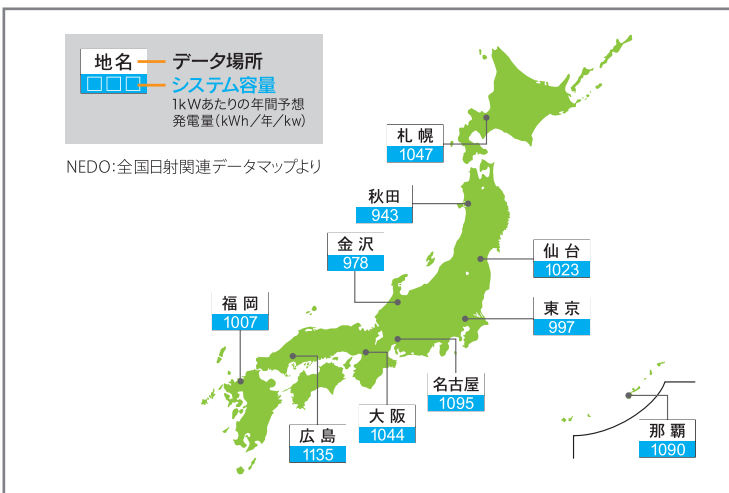 地名
データ場所
□□□
システム容量
1kWあたりの年間予想
発電量(kWh/年/kw)
NEDO:全国日射関連データマップより
札幌
1047
秋田
943
金沢
978
仙台
1023
福岡
1007
東京
997
名古屋
1095
大阪
1044
広島
1135
那覇
1090